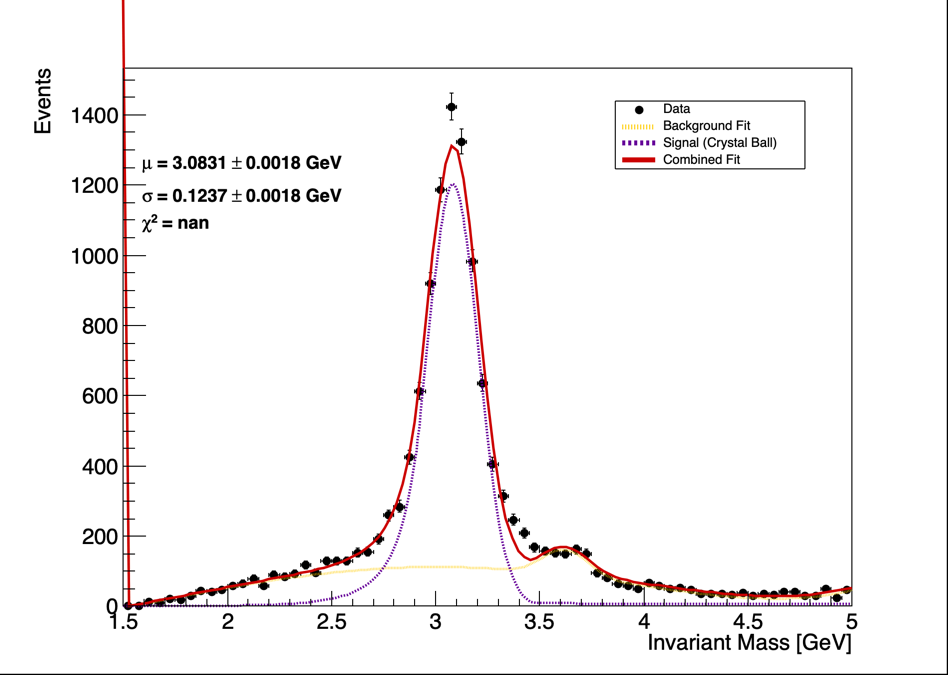 Events
1400
1200
1000
800
600
400
200
0
μ = 3.0831 ± 0.0018 GeV
σ = 0.1237 ± 0.0018 GeV
χ² = nan
Data
Background Fit
Signal (Crystal Ball)
Combined Fit
1.5 2 2.5 3 3.5 4 4.5 5
Invariant Mass [GeV]